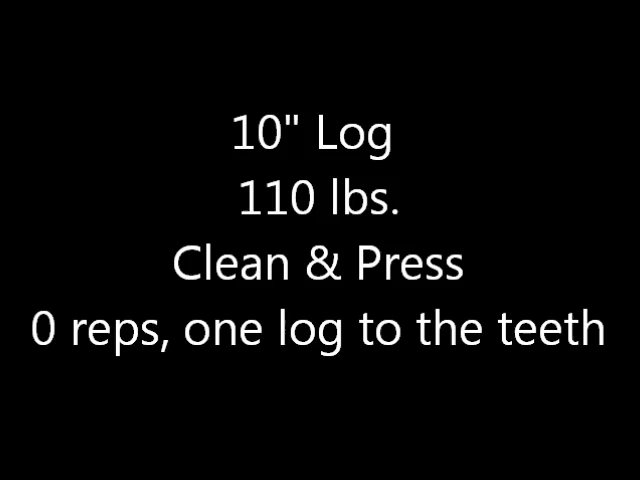 10" Log
110 lbs.
Clean & Press
0 reps, one log to the teeth